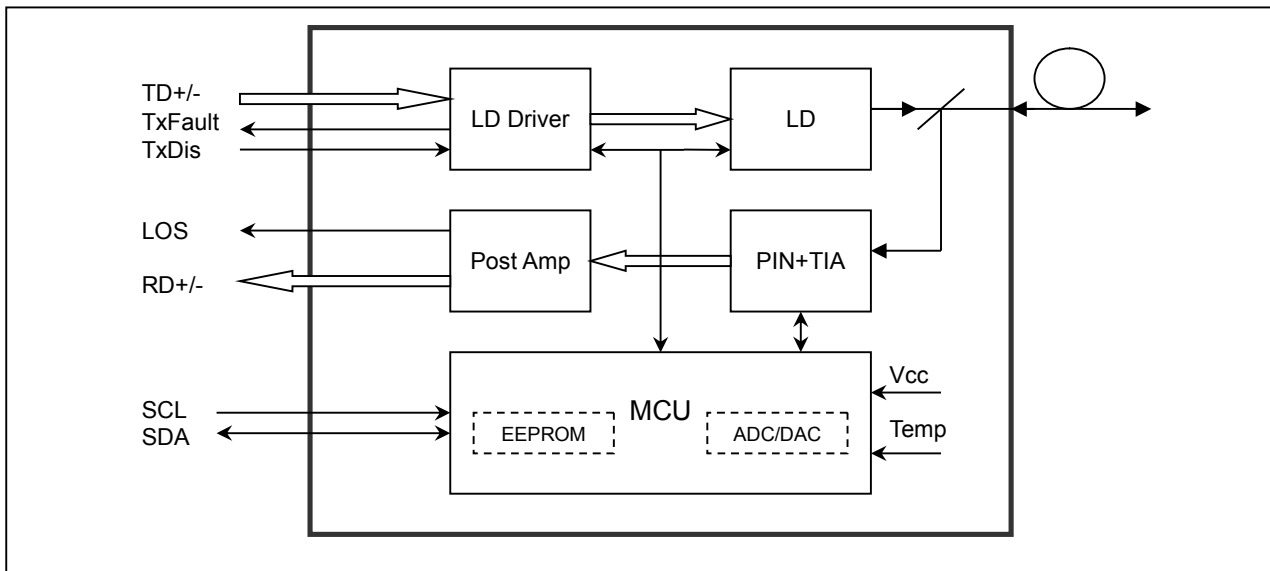 TD+/-
TxFault
TxDis
LD Driver
LD
LOS
RD+/-
Post Amp
PIN+TIA
SCL
SDA
MCU
EEPROM
ADC/DAC
Vcc
Temp